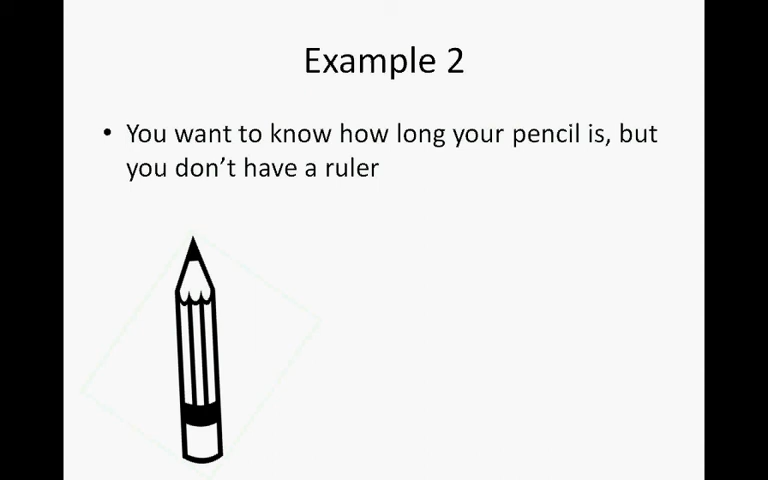 Example 2
• You want to know how long your pencil is, but
you don’t have a ruler